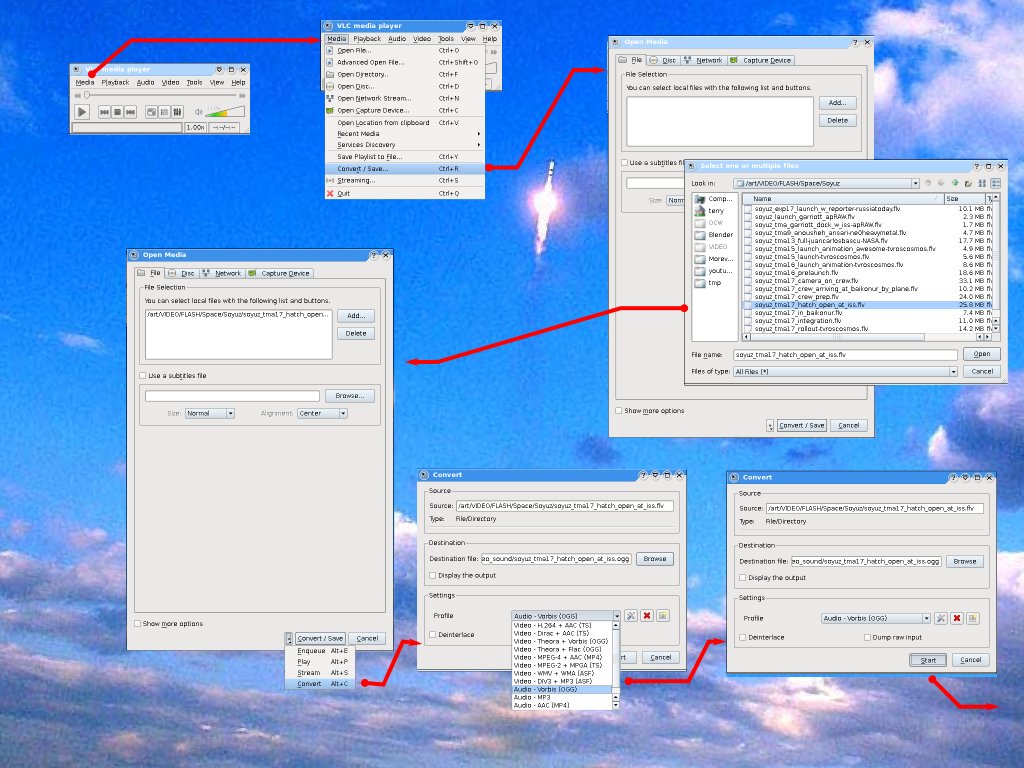 VLC media player
Media Playback Audio Video Tools View Help
1.00x --:--/--:--
VLC media player
Media Playback Audio Video Tools View Help
Open File... Ctrl+O
Advanced Open File... Ctrl+Shift+O
Open Directory... Ctrl+F
Open Disc... Ctrl+D
Open Network Stream... Ctrl+N
Open Capture Device... Ctrl+C
Open Location from clipboard Ctrl+V
Recent Media
Services Discovery
Save Playlist to File... Ctrl+Y
Convert / Save... Ctrl+R
Streaming... Ctrl+S
Quit Ctrl+Q
Open Media
File Disc Network Capture Device
File Selection
You can select local files with the following list and buttons.
Add...
Delete
Use a subtitles fil
Size: Norm
Show more options
Convert / Save Cancel
Select one or multiple files
Look in: /art/VIDEO/FLASH/Space/Soyuz
Comp...
terry
OCW
Blender
VIDEO
Morev...
youtu...
tmp
Name Size
soyuz_exp17_launch_w_reporter-russiatoday.flv 10.1 MB
soyuz_launch_garriott_apRAW.flv 2.3 MB
soyuz_tma_garriott_dock_w_iss-apRAW.flv 1.7 MB
soyuz_tma9_anousheh_ansari-ne0heavymetal.flv 4.7 MB
soyuz_tma13_full-juancarlosbascu-NASA.flv 17.7 MB
soyuz_tma15_launch_animation_awesome-tvroscosmos.flv 4.9 MB
soyuz_tma15_launch-tvroscosmos.flv 5.6 MB
soyuz_tma16_launch_animation-tvroscosmos.flv 8.6 MB
soyuz_tma16_prelaunch.flv 18.6 MB
soyuz_tma17_camera_on_crew.flv 33.1 MB
soyuz_tma17_crew_arriving_at_baikonur_by_plane.flv 10.2 MB
soyuz_tma17_crew_prep.flv 24.0 MB
soyuz_tma17_hatch_open_at_iss.flv 25.8 MB
soyuz_tma17_in_baikonur.flv 7.4 MB
soyuz_tma17_integration.flv 11.0 MB
soyuz_tma17_rollout-tvroscosmos.flv 14.2 MB
File name: soyuz_tma17_hatch_open_at_iss.flv Open
Files of type: All Files (*) Cancel
Open Media
File Disc Network Capture Device
File Selection
You can select local files with the following list and buttons.
/art/VIDEO/FLASH/Space/Soyuz/soyuz_tma17_hatch_open... Add...
Delete
Use a subtitles file
Browse...
Size: Normal Alignment: Center
Show more options
Convert / Save Cancel
Enqueue Alt+E
Play Alt+P
Stream Alt+S
Convert Alt+C
Convert
Source
Source: /art/VIDEO/FLASH/Space/Soyuz/soyuz_tma17_hatch_open_at_iss.flv
Type: File/Directory
Destination
Destination file: eo_sound/soyuz_tma17_hatch_open_at_iss.ogg Browse
Display the output
Settings
Profile Audio - Vorbis (OGG)
Deinterlace
Video - H.264 + AAC (TS)
Video - Dirac + AAC (TS)
Video - Theora + Vorbis (OGG)
Video - Theora + Flac (OGG)
Video - MPEG-4 + AAC (MP4)
Video - MPEG-2 + MPGA (TS)
Video - WMV + WMA (ASF)
Video - DIV3 + MP3 (ASF)
Audio - Vorbis (OGG)
Audio - MP3
Audio - AAC (MP4)
rt Cancel
Convert
Source
Source: /art/VIDEO/FLASH/Space/Soyuz/soyuz_tma17_hatch_open_at_iss.flv
Type: File/Directory
Destination
Destination file: eo_sound/soyuz_tma17_hatch_open_at_iss.ogg Browse
Display the output
Settings
Profile Audio - Vorbis (OGG)
Deinterlace Dump raw input
Start Cancel